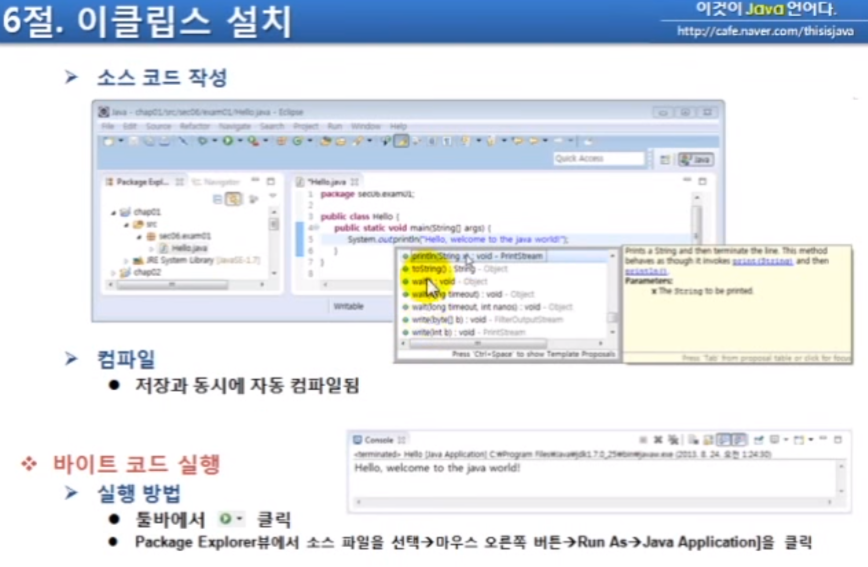 6절. 이클립스 설치
이것이 Java 언어다.
http://cafe.naver.com/thisisjava
➢ 소스 코드 작성
Java - chap01/src/sec06/exam01/Hello.java - Eclipse
File Edit Source Refactor Navigate Search Project Run Window Help
Quick Access
Java
Package Expl...
Navigator
chap01
src
sec06.exam01
Hello.java
JRE System Library [JavaSE-1.7]
chap02
*Hello.java
1 package sec06.exam01;
2
3 public class Hello {
4 public static void main(String[] args) {
5 System.out.println("Hello, welcome to the java world!");
6 }
7 }
8
Writable
println(String x) : void - PrintStream
toString() : String - Object
wait() : void - Object
wait(long timeout) : void - Object
wait(long timeout, int nanos) : void - Object
write(byte[] b) : void - FilterOutputStream
write(int b) : void - PrintStream
Press 'Ctrl+Space' to show Template Proposals
Prints a String and then terminate the line. This method
behaves as though it invokes print(String) and then
println().
Parameters:
x The String to be printed.
Press 'Tab' from proposal table or click for focus
➢ 컴파일
● 저장과 동시에 자동 컴파일됨
❖ 바이트 코드 실행
Console
<terminated> Hello [Java Application] C:\Program Files\Java\jdk1.7.0_25\bin\javaw.exe (2013. 8. 24. 오전 1:24:30)
Hello, welcome to the java world!
➢ 실행 방법
● 툴바에서 클릭
● Package Explorer뷰에서 소스 파일을 선택→마우스 오른쪽 버튼→Run As→Java Application]을 클릭